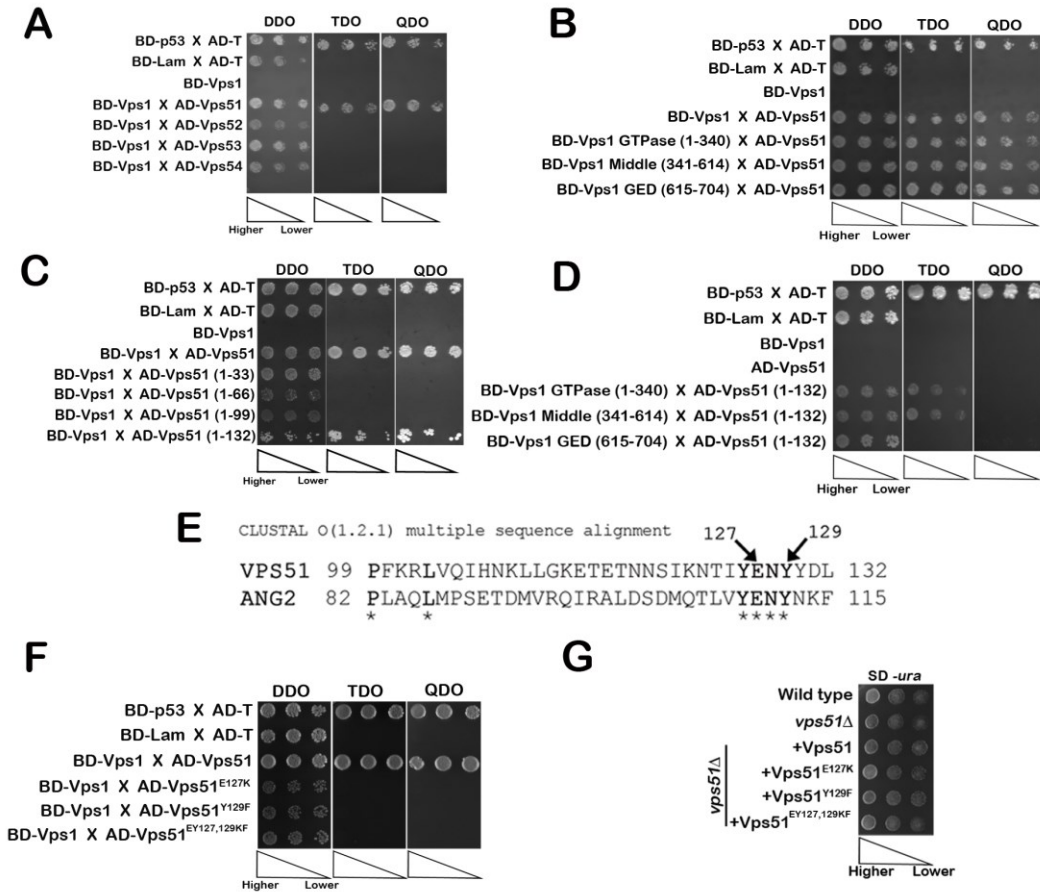 A
DDO TDO QDO
BD-p53 X AD-T
BD-Lam X AD-T
BD-Vps1
BD-Vps1 X AD-Vps51
BD-Vps1 X AD-Vps52
BD-Vps1 X AD-Vps53
BD-Vps1 X AD-Vps54
Higher Lower
B
DDO TDO QDO
BD-p53 X AD-T
BD-Lam X AD-T
BD-Vps1
BD-Vps1 X AD-Vps51
BD-Vps1 GTPase (1-340) X AD-Vps51
BD-Vps1 Middle (341-614) X AD-Vps51
BD-Vps1 GED (615-704) X AD-Vps51
Higher Lower
C
DDO TDO QDO
BD-p53 X AD-T
BD-Lam X AD-T
BD-Vps1
BD-Vps1 X AD-Vps51
BD-Vps1 X AD-Vps51 (1-33)
BD-Vps1 X AD-Vps51 (1-66)
BD-Vps1 X AD-Vps51 (1-99)
BD-Vps1 X AD-Vps51 (1-132)
Higher Lower
D
DDO TDO QDO
BD-p53 X AD-T
BD-Lam X AD-T
BD-Vps1
AD-Vps51
BD-Vps1 GTPase (1-340) X AD-Vps51 (1-132)
BD-Vps1 Middle (341-614) X AD-Vps51 (1-132)
BD-Vps1 GED (615-704) X AD-Vps51 (1-132)
Higher Lower
E
CLUSTAL O(1.2.1) multiple sequence alignment 127 129
VPS51 99 PFKRLVQIHNKLLGKETETNNSIKNTIYENYYDL 132
ANG2 82 PLAQLMPSETDMVRQIRALDSDMQTLVYENYNKF 115
* * ****
F
DDO TDO QDO
BD-p53 X AD-T
BD-Lam X AD-T
BD-Vps1 X AD-Vps51
BD-Vps1 X AD-Vps51E127K
BD-Vps1 X AD-Vps51Y129F
BD-Vps1 X AD-Vps51EY127,129KF
Higher Lower
G
SD -ura
Wild type
vps51Δ
vps51Δ
+Vps51
+Vps51E127K
+Vps51Y129F
+Vps51EY127,129KF
Higher Lower